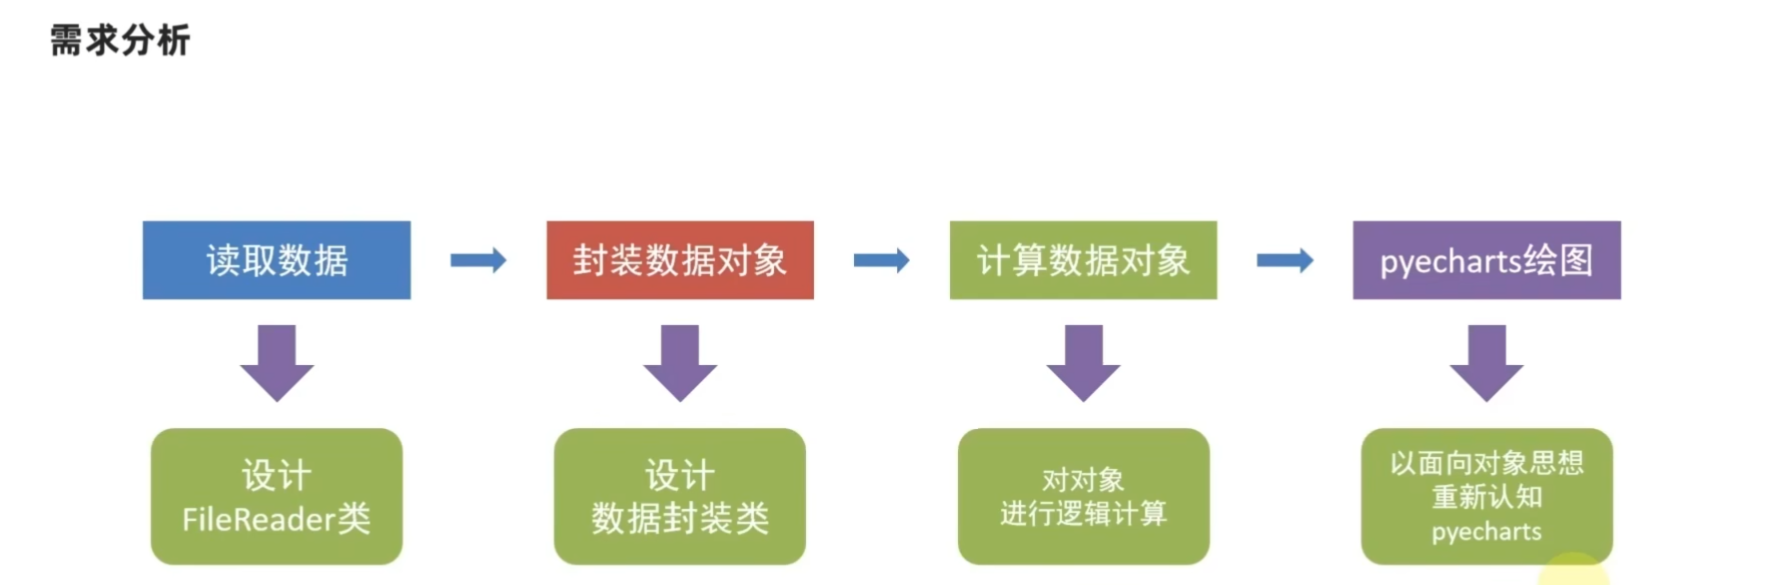 需求分析
读取数据
封装数据对象
计算数据对象
pyecharts绘图
设计
FileReader类
设计
数据封装类
对对象
进行逻辑计算
以面向对象思想
重新认知
pyecharts